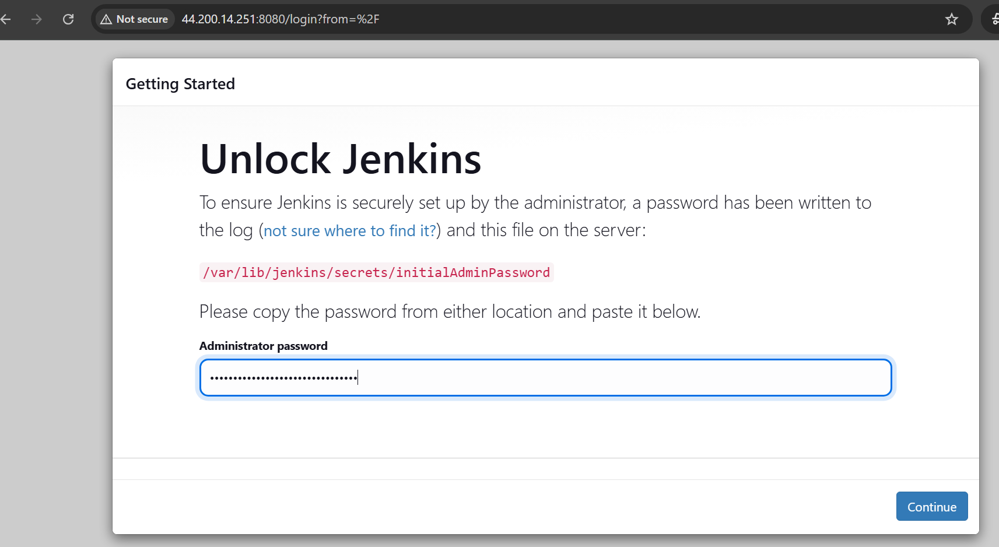 Not secure 44.200.14.251:8080/login?from=%2F
Getting Started
Unlock Jenkins
To ensure Jenkins is securely set up by the administrator, a password has been written to
the log (not sure where to find it?) and this file on the server:
/var/lib/jenkins/secrets/initialAdminPassword
Please copy the password from either location and paste it below.
Administrator password
••••••••••••••••••••••••••••••••
Continue